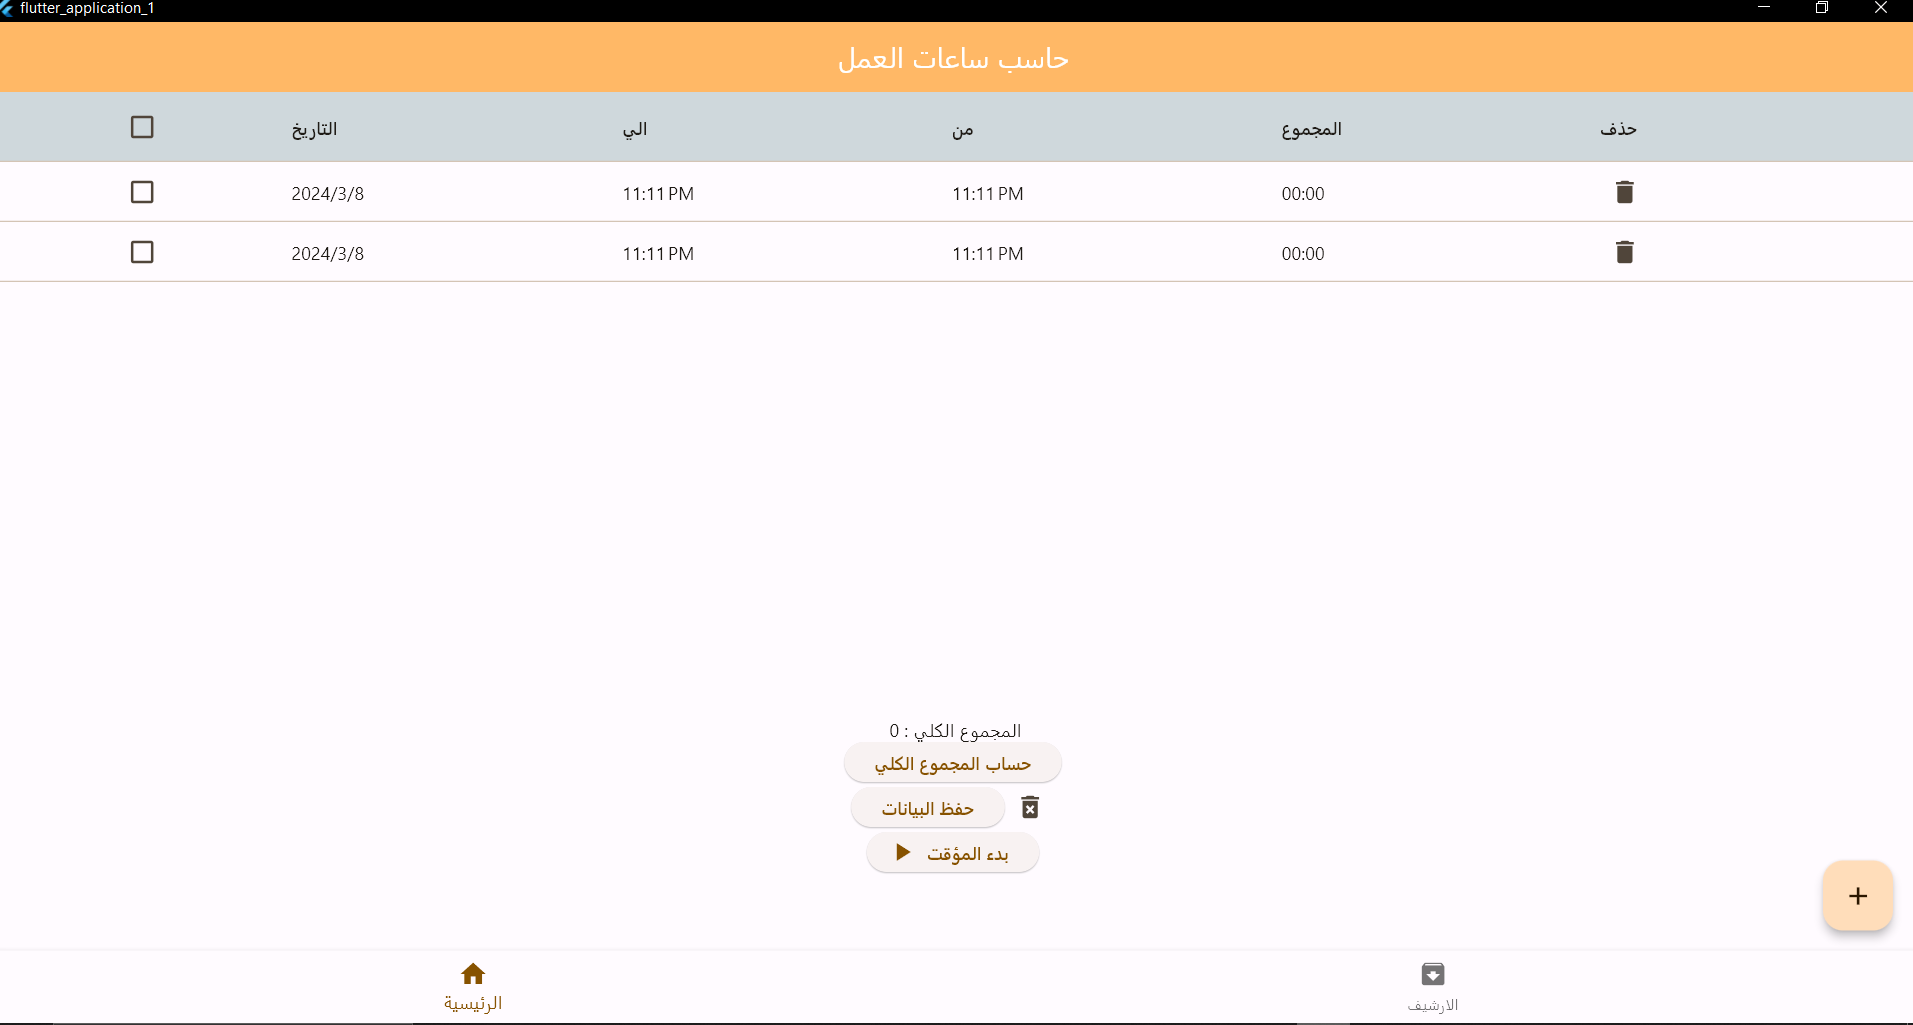 flutter_application_1
حاسب ساعات العمل
التاريخ الي من المجموع حذف
2024/3/8 11:11 PM 11:11 PM 00:00
2024/3/8 11:11 PM 11:11 PM 00:00
المجموع الكلي : 0
حساب المجموع الكلي
حفظ البيانات
بدء المؤقت
الرئيسية
الارشيف